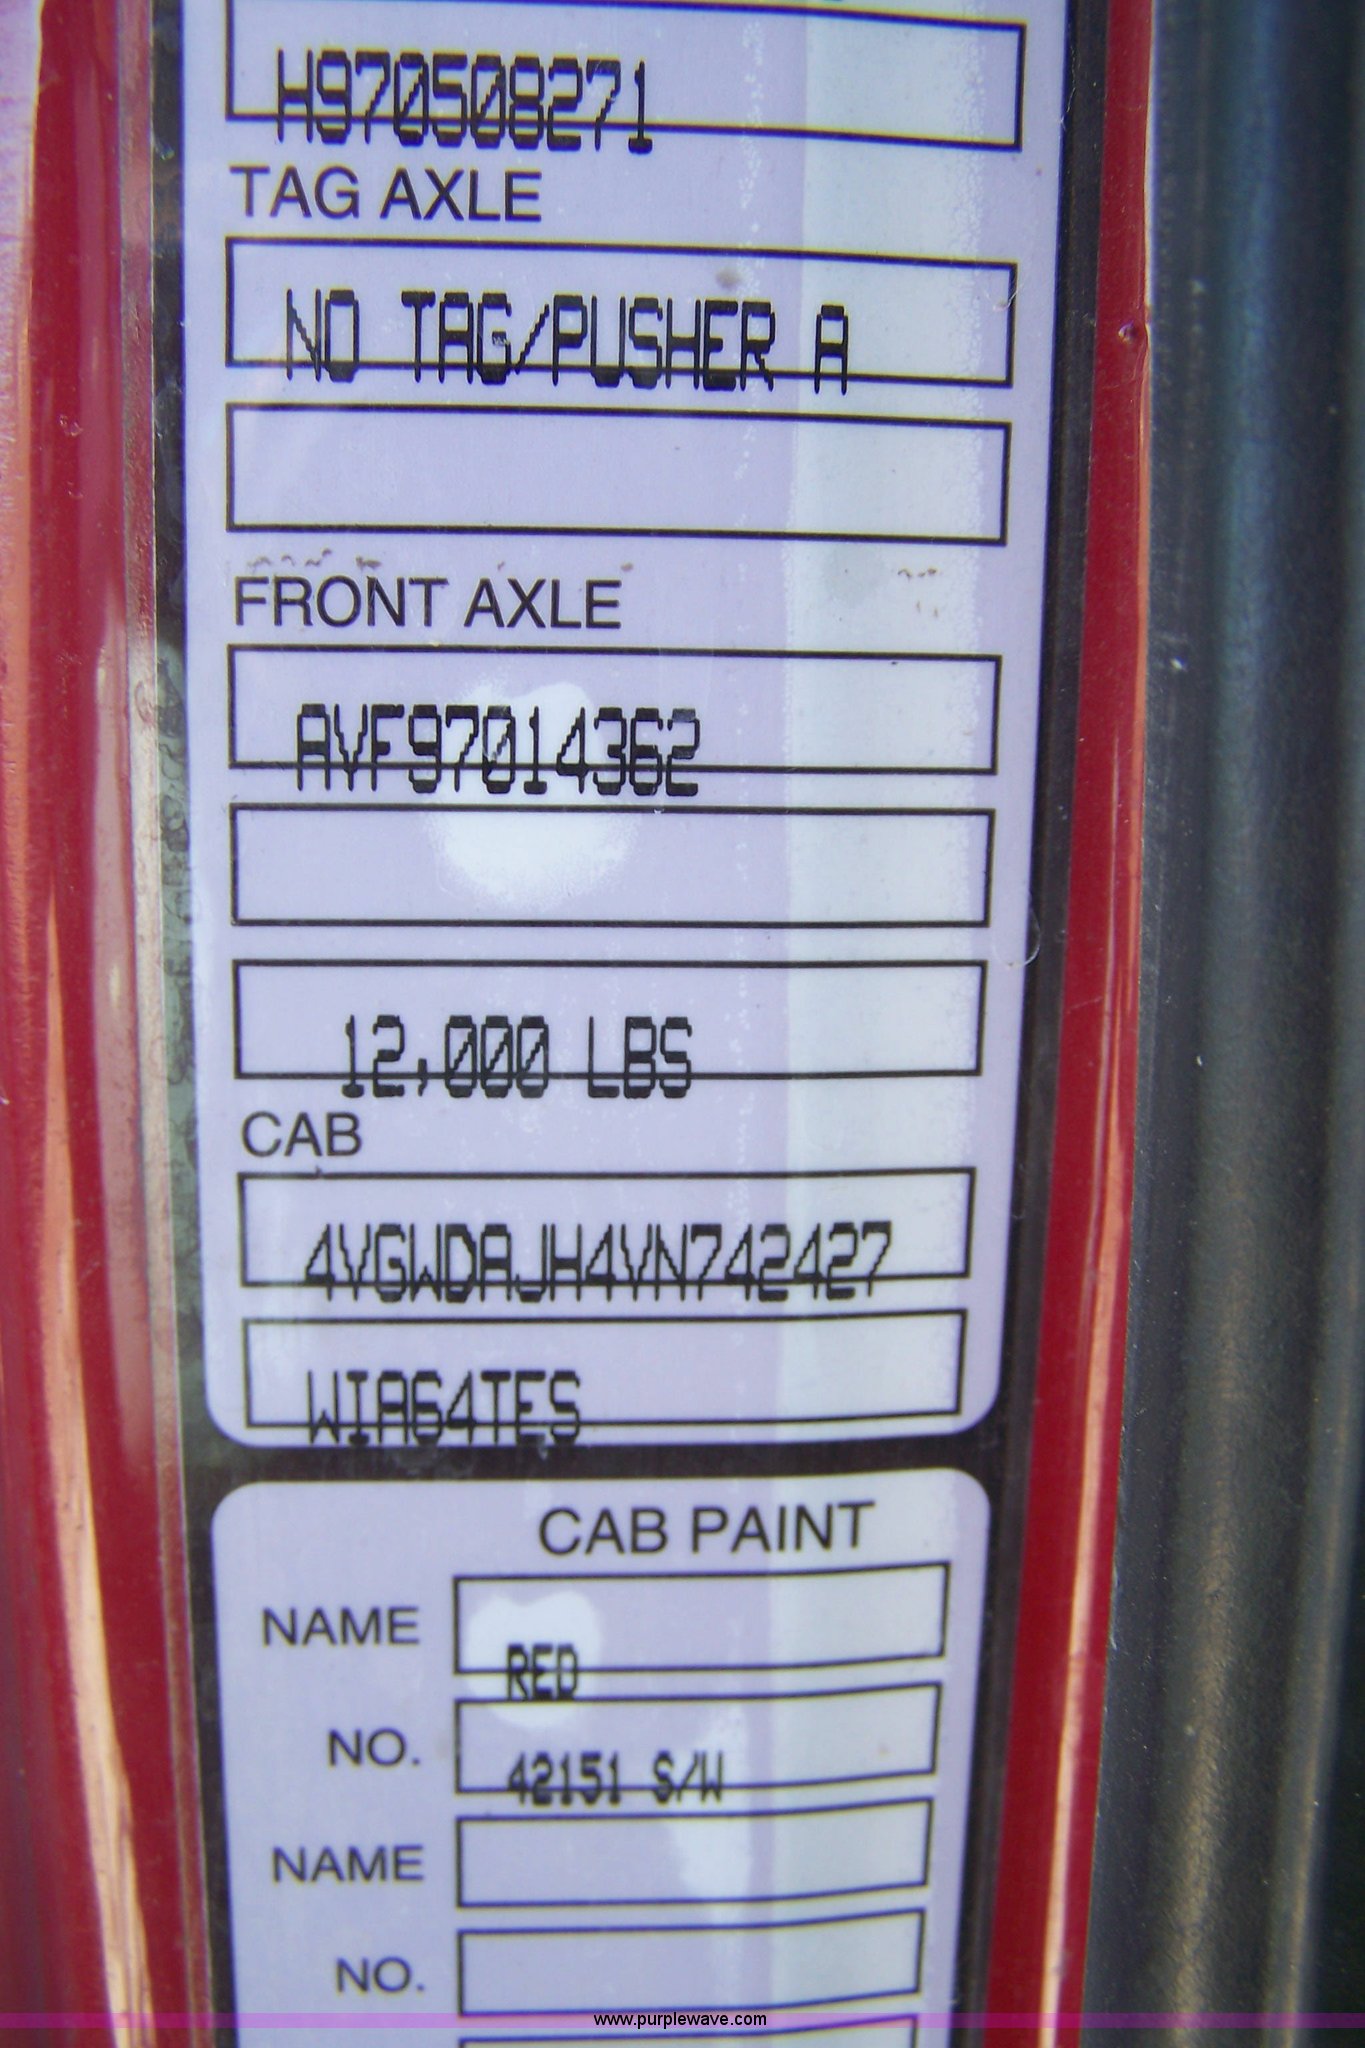 H970508271
TAG AXLE
NO TAG/PUSHER A
FRONT AXLE
AVF97014362
12,000 LBS
CAB
4VGWDAJH4VN742427
WIA64TES
CAB PAINT
NAME
RED
NO.
42151 S/W
NAME
NO.
www.purplewave.com